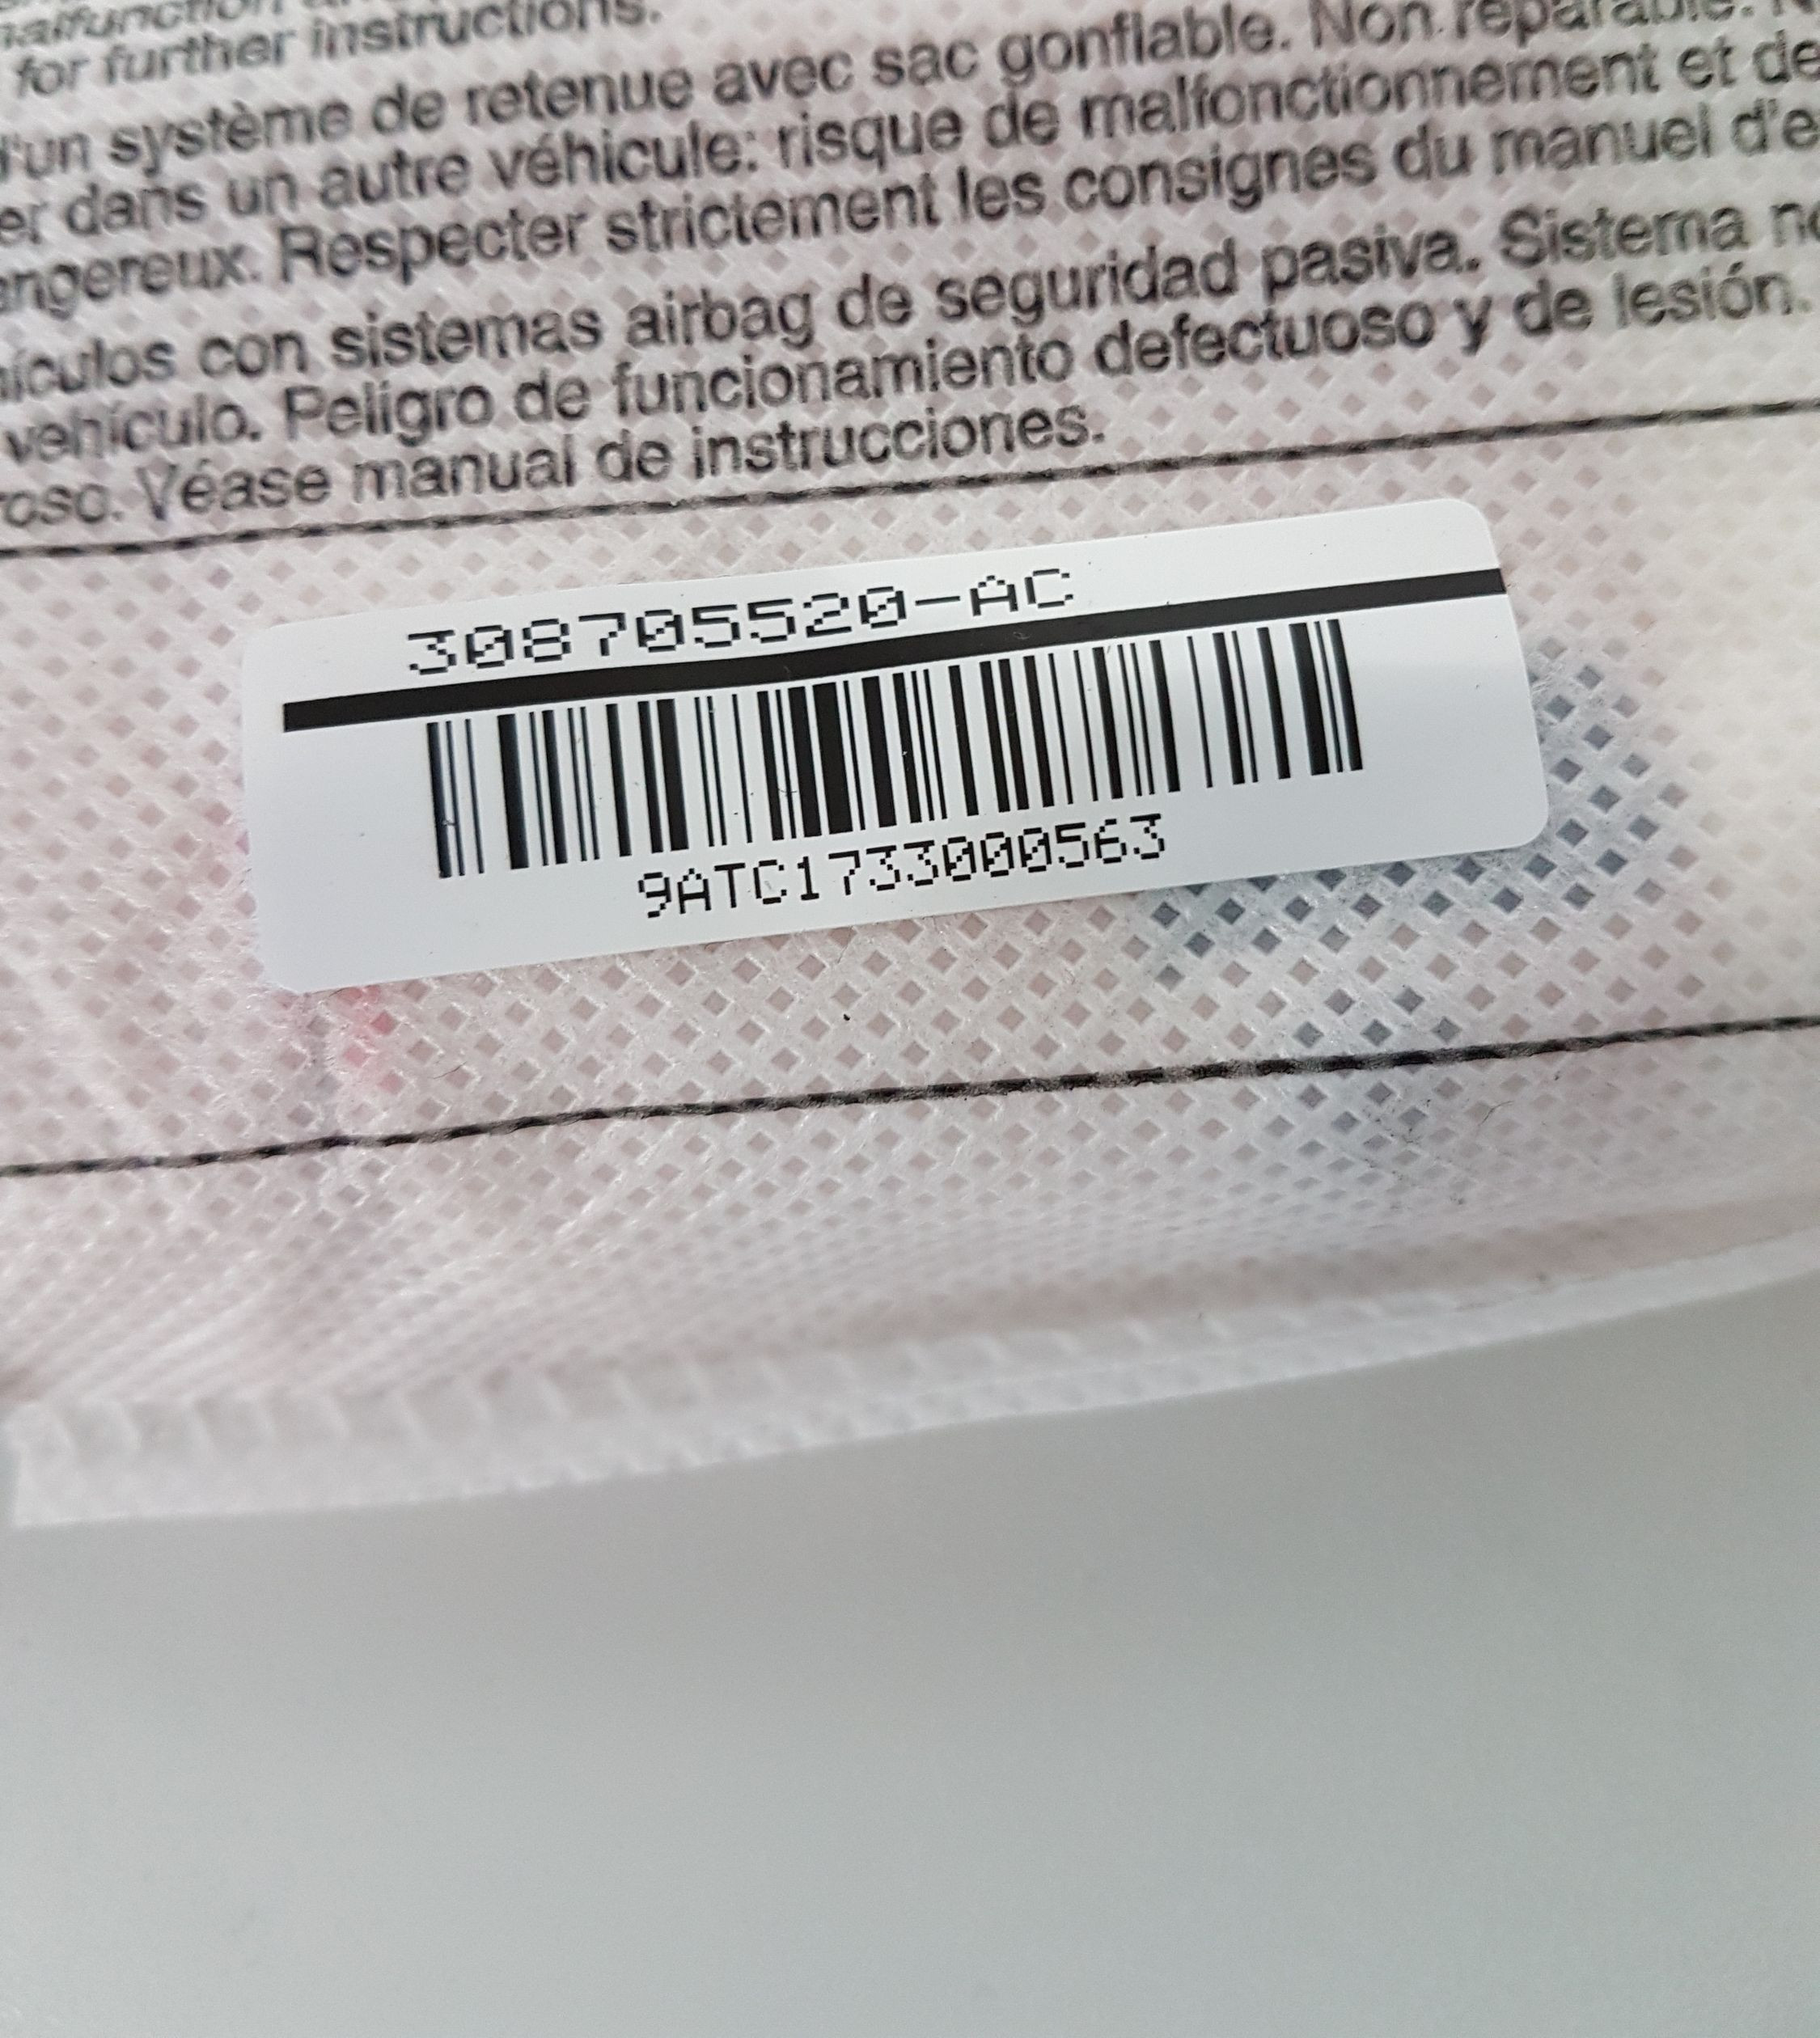 malfunction
for further instructions.
d'un système de retenue avec sac gonflable. Non réparable.
er dans un autre véhicule: risque de malfonctionnement et de
angereux. Respecter strictement les consignes du manuel d'e
hículos con sistemas airbag de seguridad pasiva. Sistema no
vehículo. Peligro de funcionamiento defectuoso y de lesión.
roso. Véase manual de instrucciones.
308705520-AC
9ATC1733000563